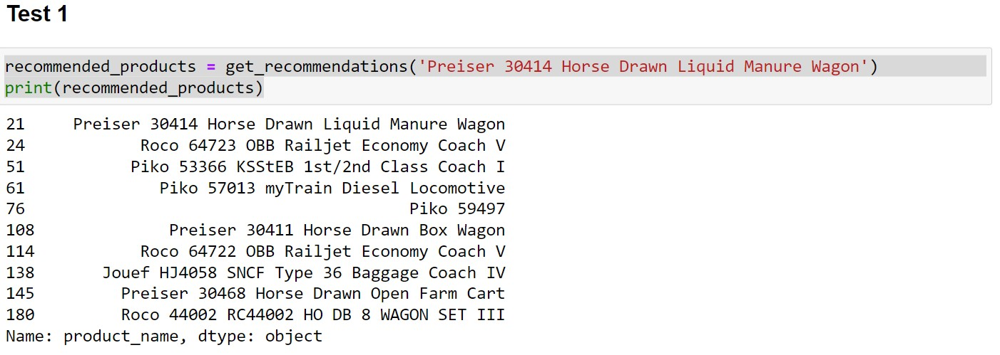 Test 1
recommended_products = get_recommendations('Preiser 30414 Horse Drawn Liquid Manure Wagon')
print(recommended_products)
21 Preiser 30414 Horse Drawn Liquid Manure Wagon
24 Roco 64723 OBB Railjet Economy Coach V
51 Piko 53366 KSStEB 1st/2nd Class Coach I
61 Piko 57013 myTrain Diesel Locomotive
76 Piko 59497
108 Preiser 30411 Horse Drawn Box Wagon
114 Roco 64722 OBB Railjet Economy Coach V
138 Jouef HJ4058 SNCF Type 36 Baggage Coach IV
145 Preiser 30468 Horse Drawn Open Farm Cart
180 Roco 44002 RC44002 HO DB 8 WAGON SET III
Name: product_name, dtype: object